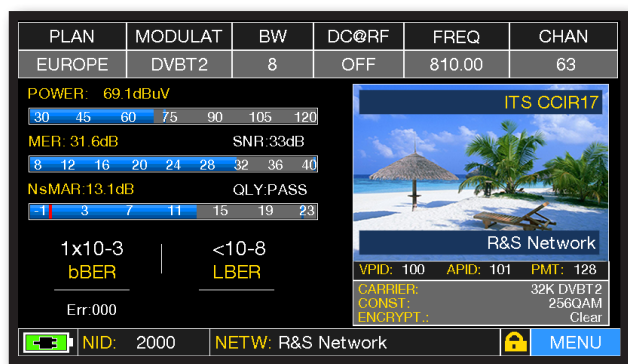 PLAN MODULAT BW DC@RF FREQ CHAN
EUROPE DVBT2 8 OFF 810.00 63
POWER: 69.1dBuV
30 45 60 75 90 105 120
MER: 31.6dB SNR:33dB
8 12 16 20 24 28 32 36 40
NsMAR:13.1dB QLY:PASS
-1 3 7 11 15 19 23
1x10-3 <10-8
bBER LBER
Err:000
ITS CCIR17
R&S Network
VPID: 100 APID: 101 PMT: 128
CARRIER: 32K DVBT2
CONST: 256QAM
ENCRYPT.: Clear
NID: 2000 NETW: R&S Network MENU